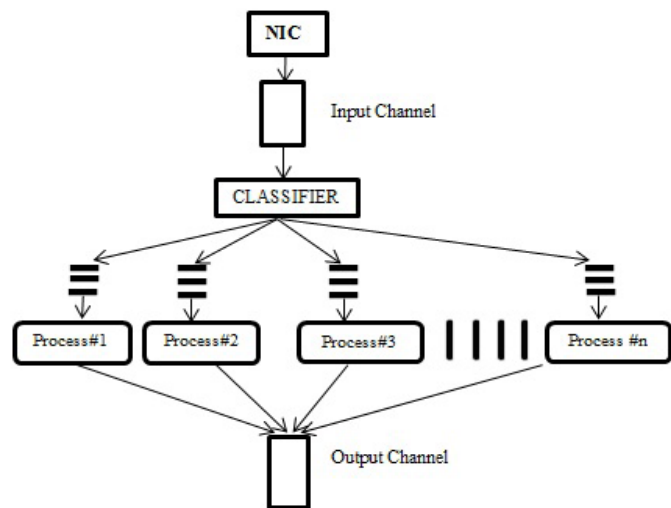 NIC
Input Channel
CLASSIFIER
Process#1
Process#2
Process#3
Process #n
Output Channel